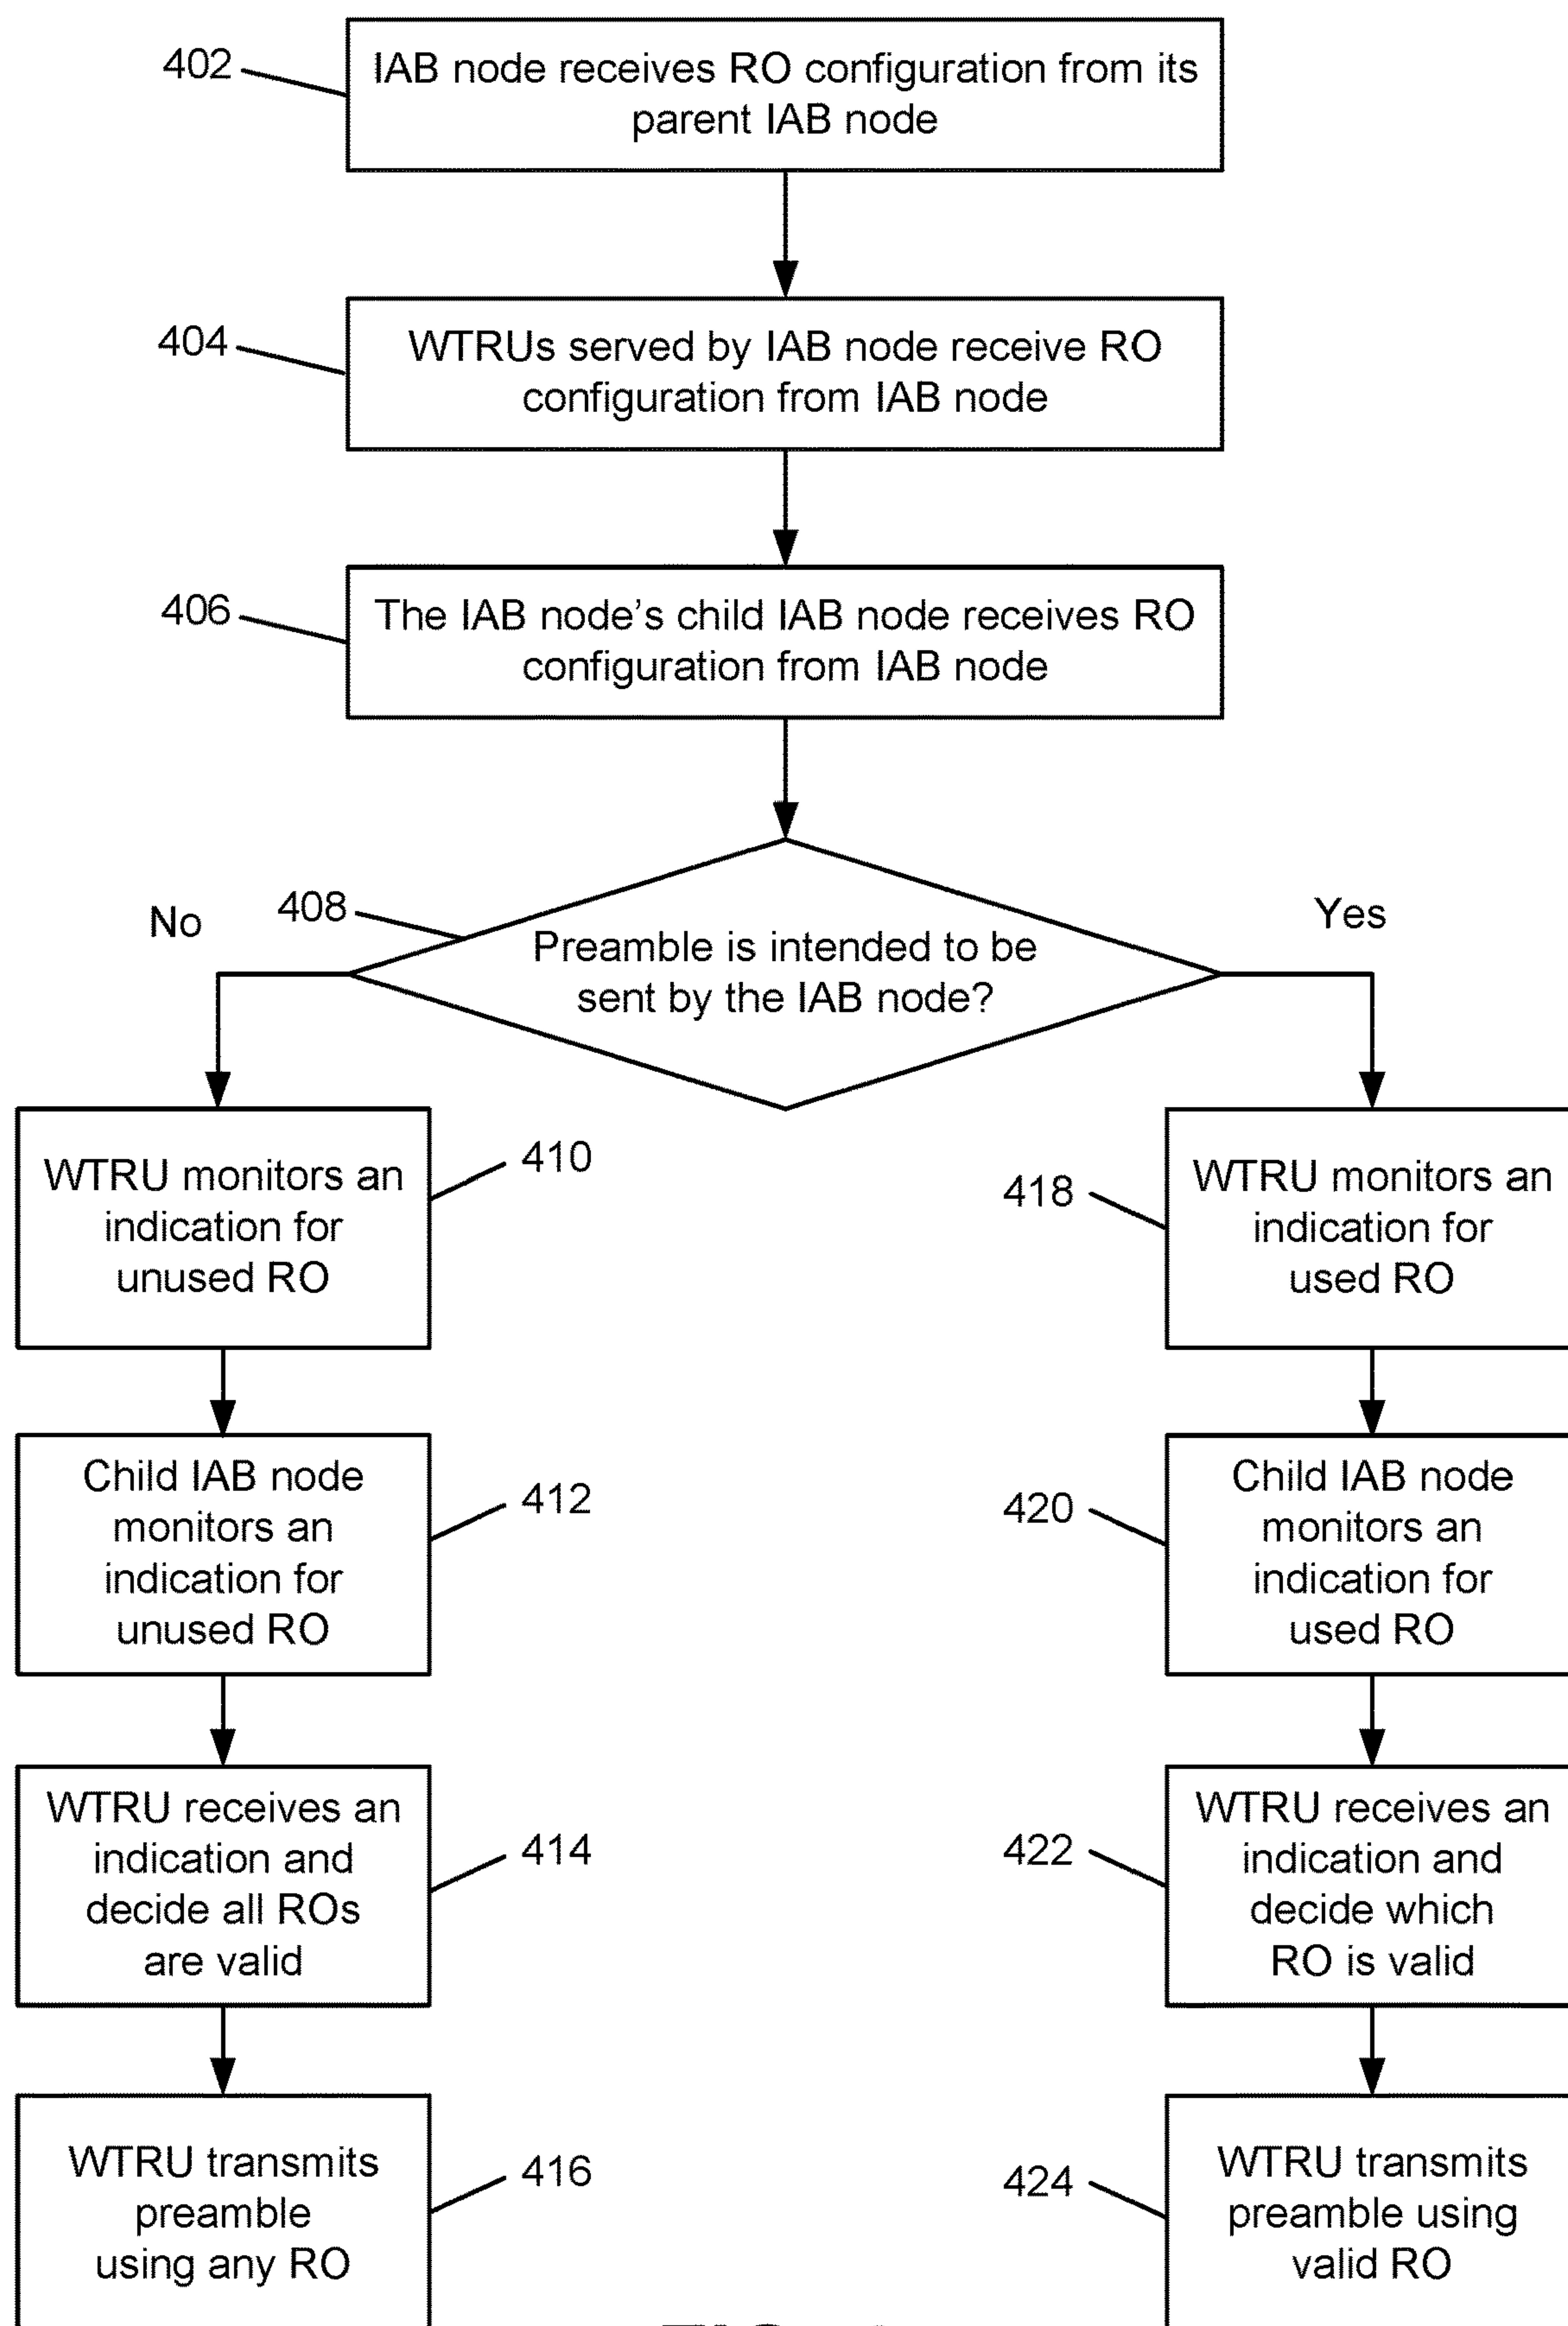 402
IAB node receives RO configuration from its
parent IAB node
404
WTRUs served by IAB node receive RO
configuration from IAB node
406
The IAB node's child IAB node receives RO
configuration from IAB node
No
408
Yes
Preamble is intended to be
sent by the IAB node?
WTRU monitors an
indication for
unused RO
410
418
WTRU monitors an
indication for
used RO
Child IAB node
monitors an
indication for
unused RO
412
420
Child IAB node
monitors an
indication for
used RO
WTRU receives an
indication and
decide all ROs
are valid
414
422
WTRU receives an
indication and
decide which
RO is valid
WTRU transmits
preamble
using any RO
416
424
WTRU transmits
preamble using
valid RO